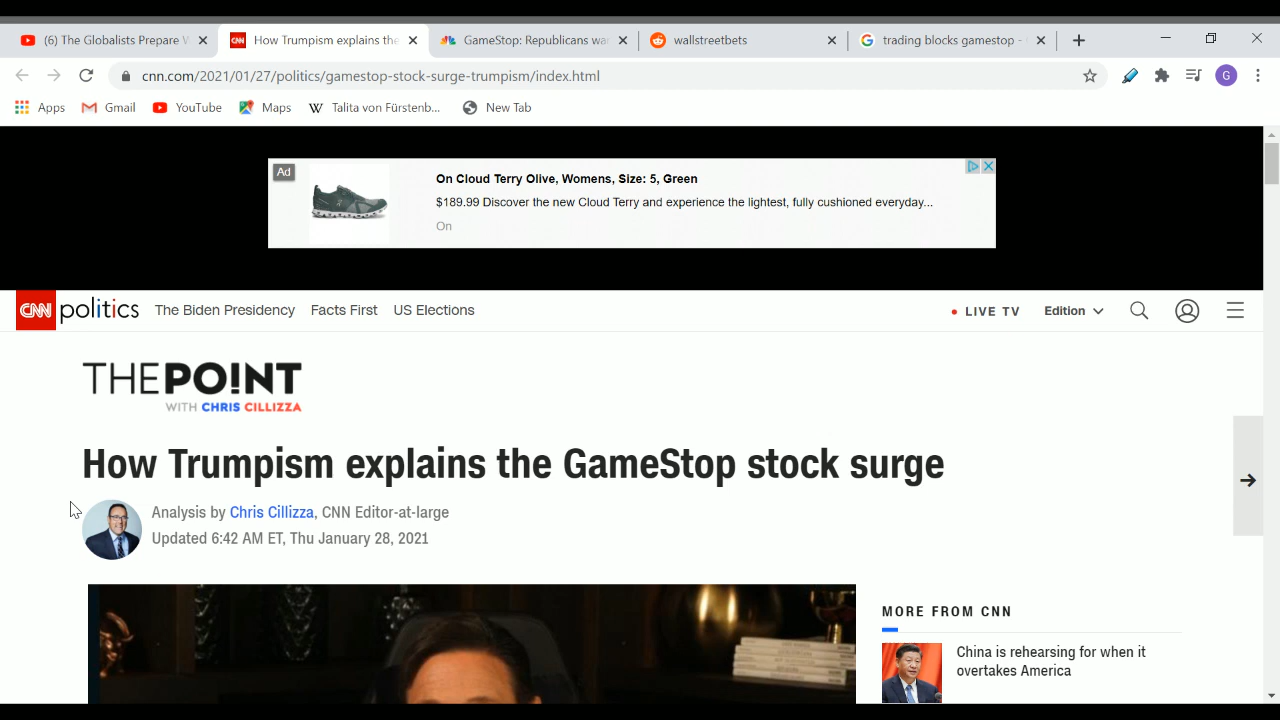 (6) The Globalists Prepare W
How Trumpism explains the
GameStop: Republicans wa
wallstreetbets
trading blocks gamestop -
cnn.com/2021/01/27/politics/gamestop-stock-surge-trumpism/index.html
G
Apps
Gmail
YouTube
Maps
W
Talita von Fürstenb...
New Tab
Ad
On Cloud Terry Olive, Womens, Size: 5, Green
$189.99 Discover the new Cloud Terry and experience the lightest, fully cushioned everyday...
On
CNN politics
The Biden Presidency
Facts First
US Elections
LIVE TV
Edition
THE PO!NT
WITH CHRIS CILLIZZA
How Trumpism explains the GameStop stock surge
Analysis by Chris Cillizza, CNN Editor-at-large
Updated 6:42 AM ET, Thu January 28, 2021
MORE FROM CNN
China is rehearsing for when it
overtakes America